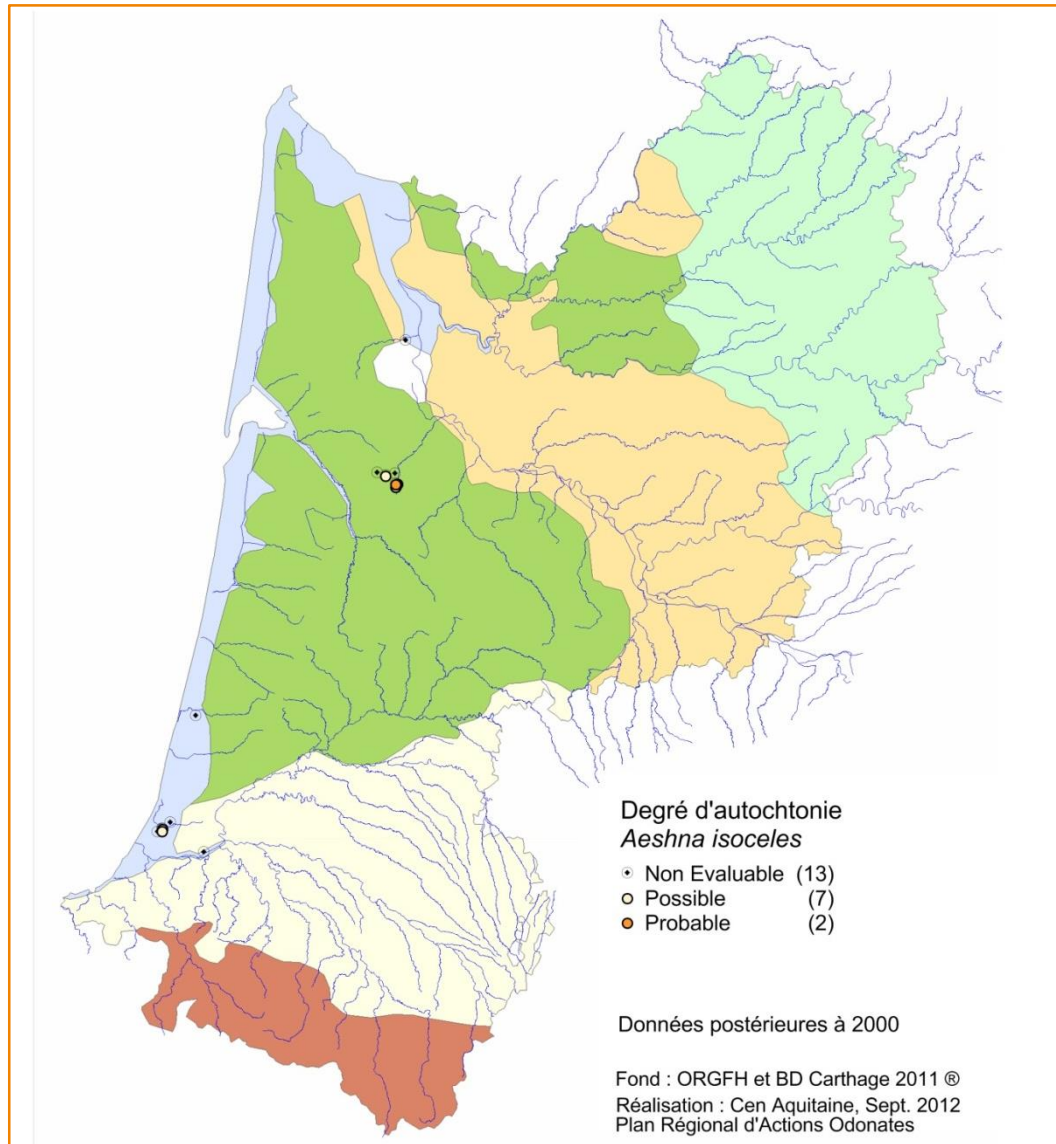 Degré d'autochtonie
Aeshna isoceles
Non Evaluable (13)
Possible (7)
Probable (2)
Données postérieures à 2000
Fond : ORGFH et BD Carthage 2011 ®
Réalisation : Cen Aquitaine, Sept. 2012
Plan Régional d'Actions Odonates